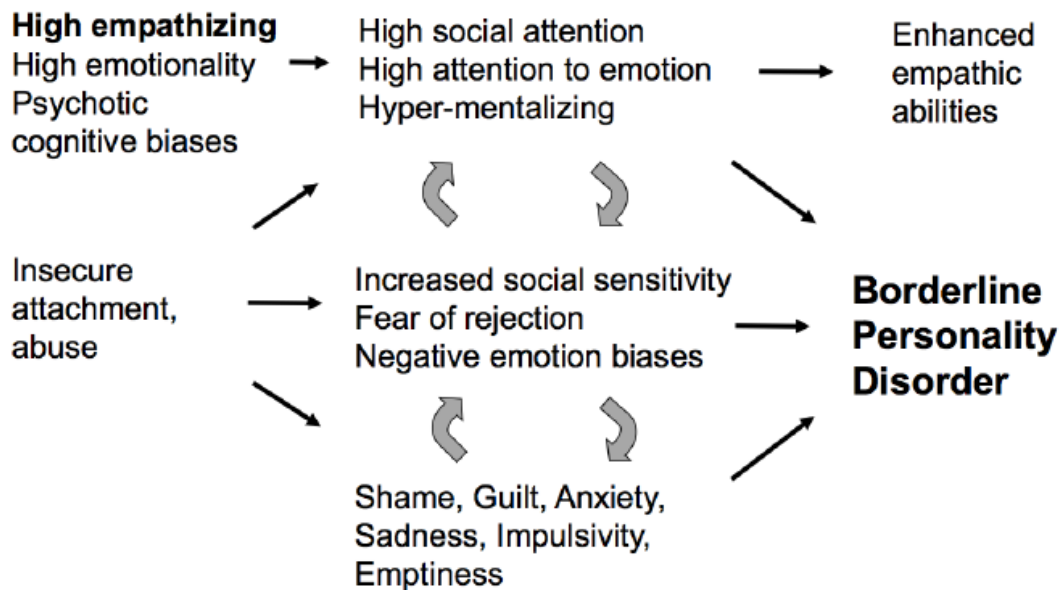 High empathizing
High emotionality
Psychotic
cognitive biases
High social attention
High attention to emotion
Hyper-mentalizing
Enhanced
empathic
abilities
Insecure
attachment,
abuse
Increased social sensitivity
Fear of rejection
Negative emotion biases
Borderline
Personality
Disorder
Shame, Guilt, Anxiety,
Sadness, Impulsivity,
Emptiness